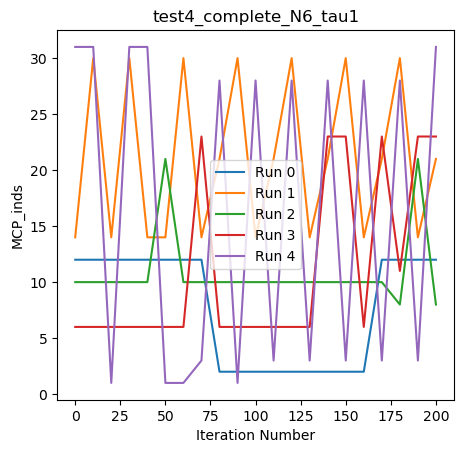 test4_complete_N6_tau1
MCP_inds
30
25
20
15
10
5
0
Run 0
Run 1
Run 2
Run 3
Run 4
0 25 50 75 100 125 150 175 200
Iteration Number